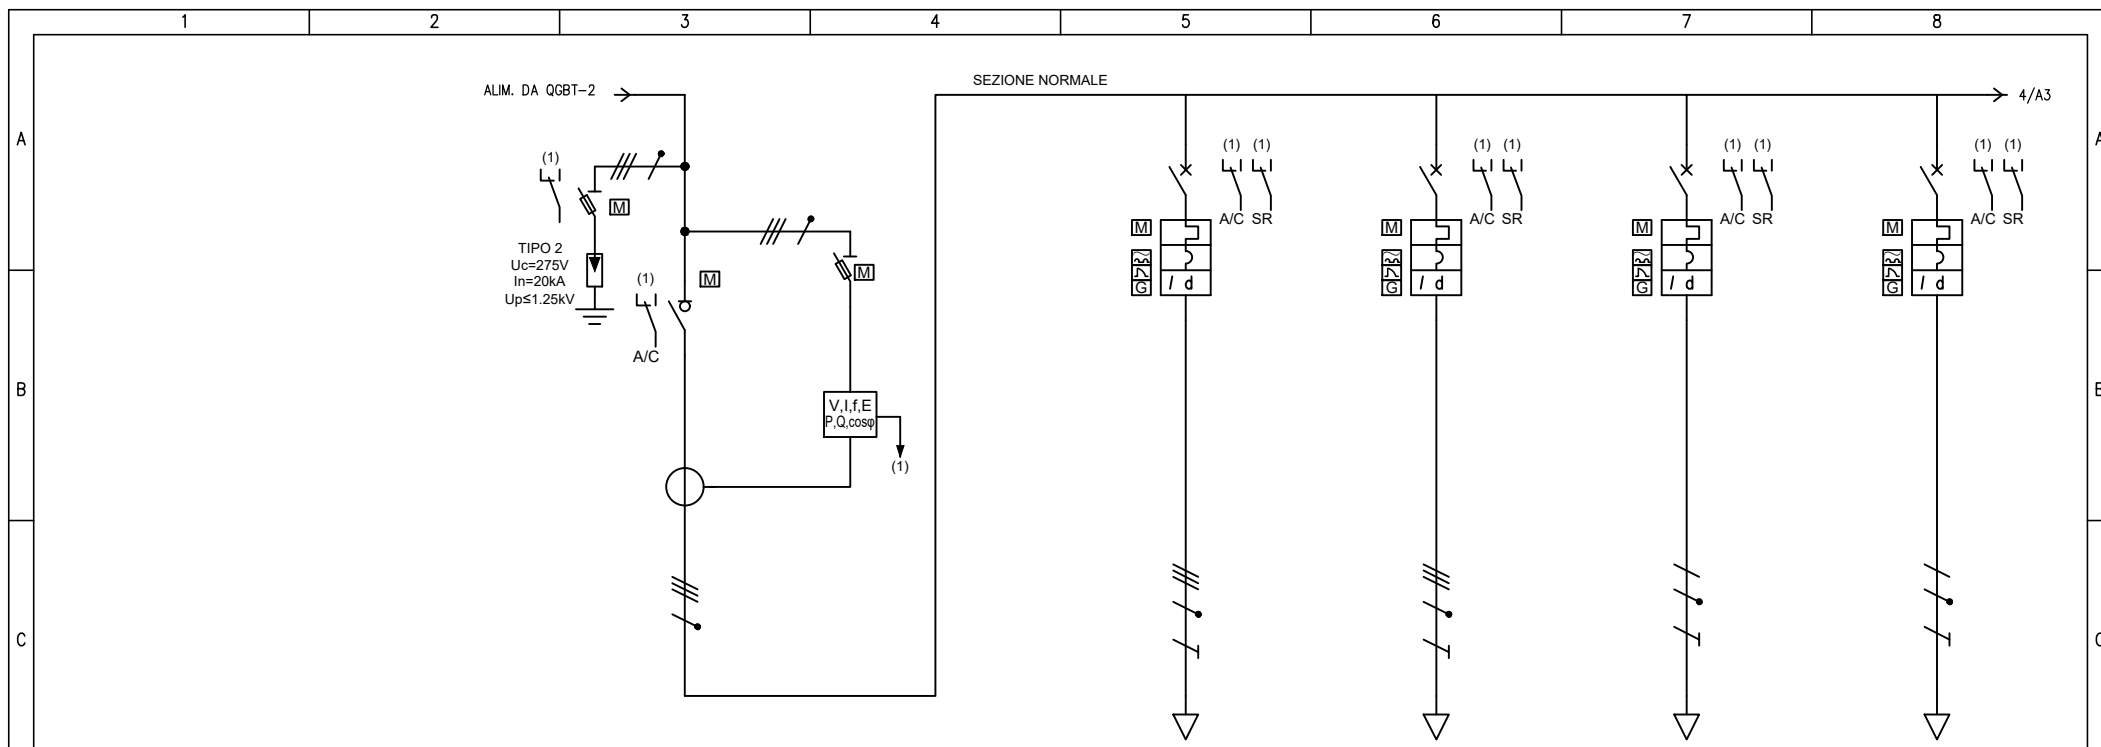 1 2 3 4 5 6 7 8
ALIM. DA QGBT-2
SEZIONE NORMALE
4/A3
A
(1)
M
TIPO 2
Uc=275V
In=20kA
Up≤1.25kV
M
(1)
M
A/C
V,I,f,E
P,Q,cosφ
(1)
(1) (1)
A/C SR
M
G
I d
(1) (1)
A/C SR
M
G
I d
(1) (1)
A/C SR
M
G
I d
(1) (1)
A/C SR
M
G
I d
A
B
B
C
C